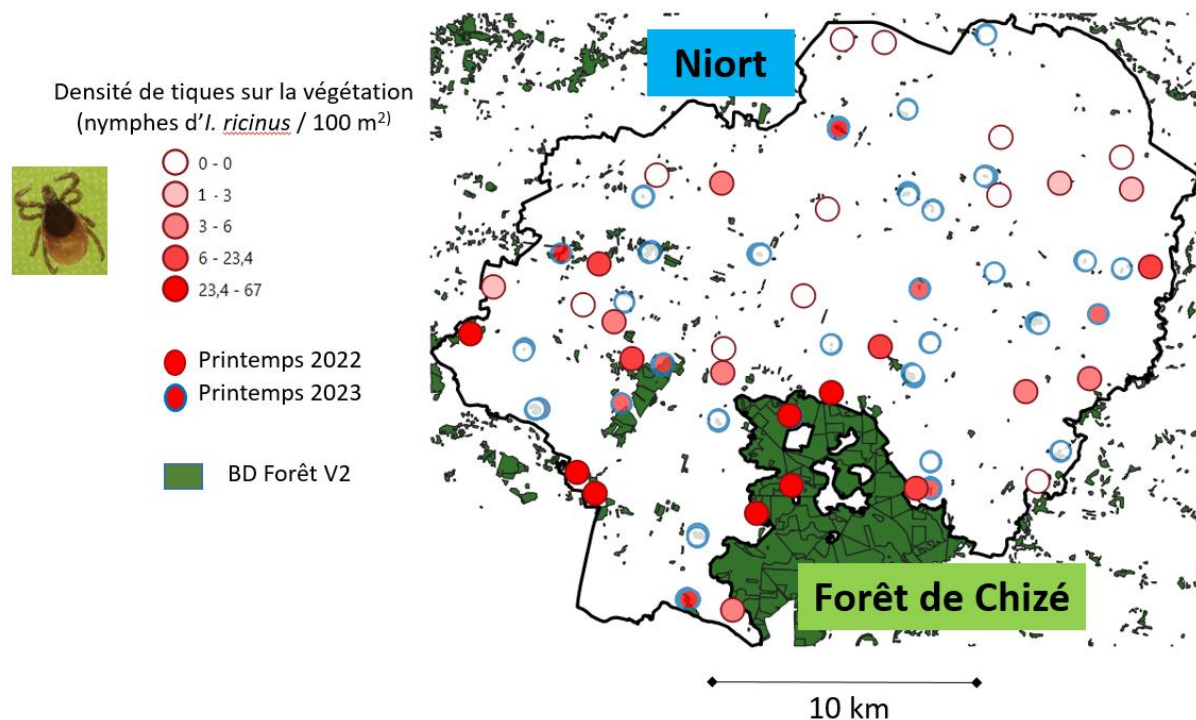 Densité de tiques sur la végétation
(nymphes d’I. ricinus / 100 m²⁾
0 - 0
1 - 3
3 - 6
6 - 23,4
23,4 - 67
Printemps 2022
Printemps 2023
BD Forêt V2
Niort
Forêt de Chizé
10 km